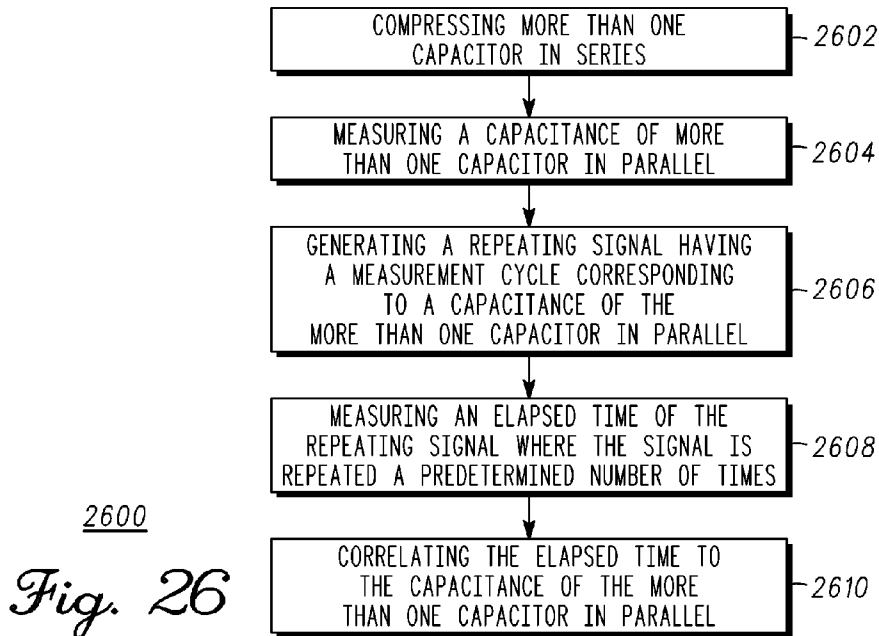 COMPRESSING MORE THAN ONE
CAPACITOR IN SERIES
2602
MEASURING A CAPACITANCE OF MORE
THAN ONE CAPACITOR IN PARALLEL
2604
GENERATING A REPEATING SIGNAL HAVING
A MEASUREMENT CYCLE CORRESPONDING
TO A CAPACITANCE OF THE
MORE THAN ONE CAPACITOR IN PARALLEL
2606
MEASURING AN ELAPSED TIME OF THE
REPEATING SIGNAL WHERE THE SIGNAL IS
REPEATED A PREDETERMINED NUMBER OF TIMES
2608
CORRELATING THE ELAPSED TIME TO
THE CAPACITANCE OF THE MORE
THAN ONE CAPACITOR IN PARALLEL
2610
2600
Fig. 26